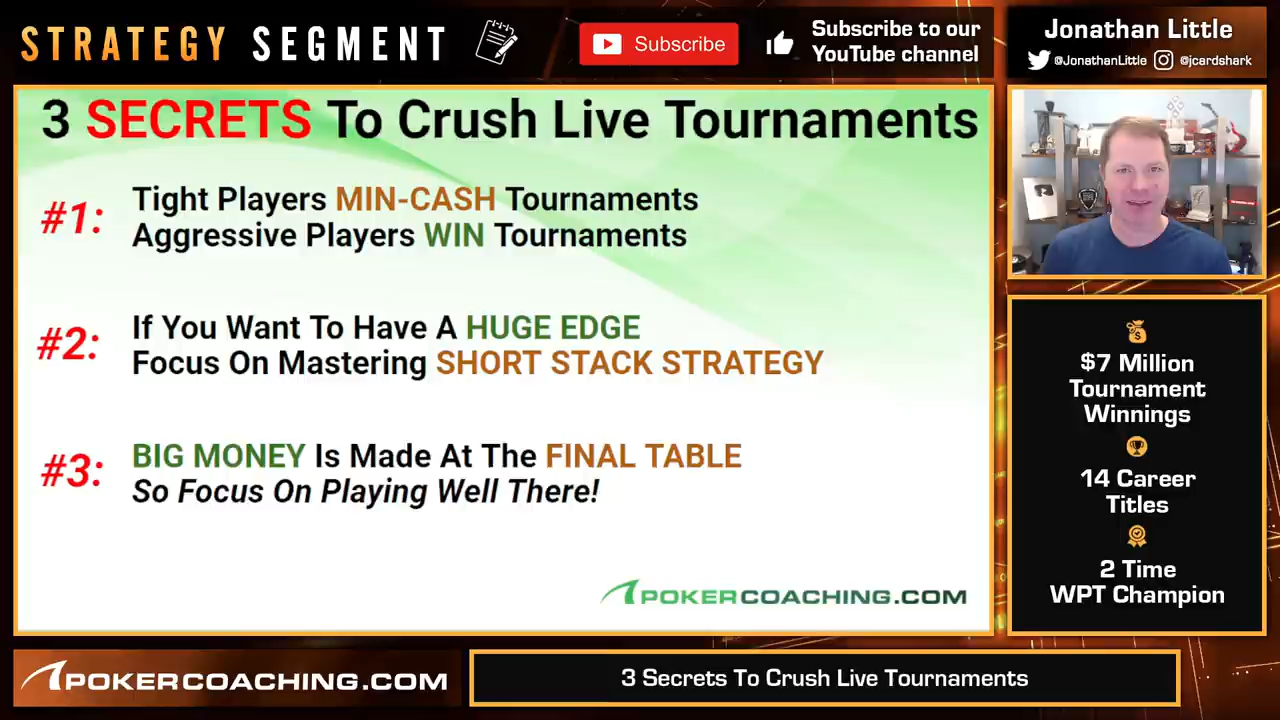 STRATEGY SEGMENT
Subscribe
Subscribe to our
YouTube channel
Jonathan Little
@JonathanLittle
@jcardshark
3 SECRETS To Crush Live Tournaments
#1:
Tight Players MIN-CASH Tournaments
Aggressive Players WIN Tournaments
#2:
If You Want To Have A HUGE EDGE
Focus On Mastering SHORT STACK STRATEGY
#3:
BIG MONEY Is Made At The FINAL TABLE
So Focus On Playing Well There!
POKERCOACHING.COM
$7 Million
Tournament
Winnings
14 Career
Titles
2 Time
WPT Champion
POKERCOACHING.COM
3 Secrets To Crush Live Tournaments